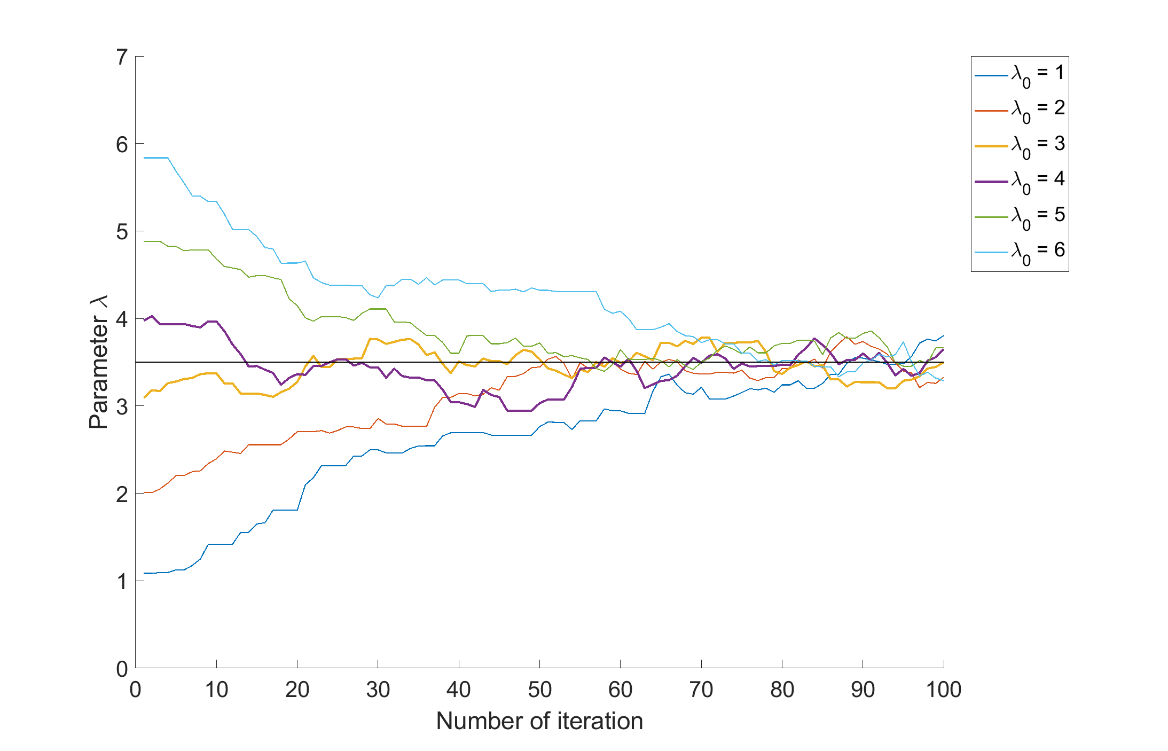 7
6
5
4
3
2
1
0
Parameter λ
0 10 20 30 40 50 60 70 80 90 100
Number of iteration
λ₀ = 1
λ₀ = 2
λ₀ = 3
λ₀ = 4
λ₀ = 5
λ₀ = 6